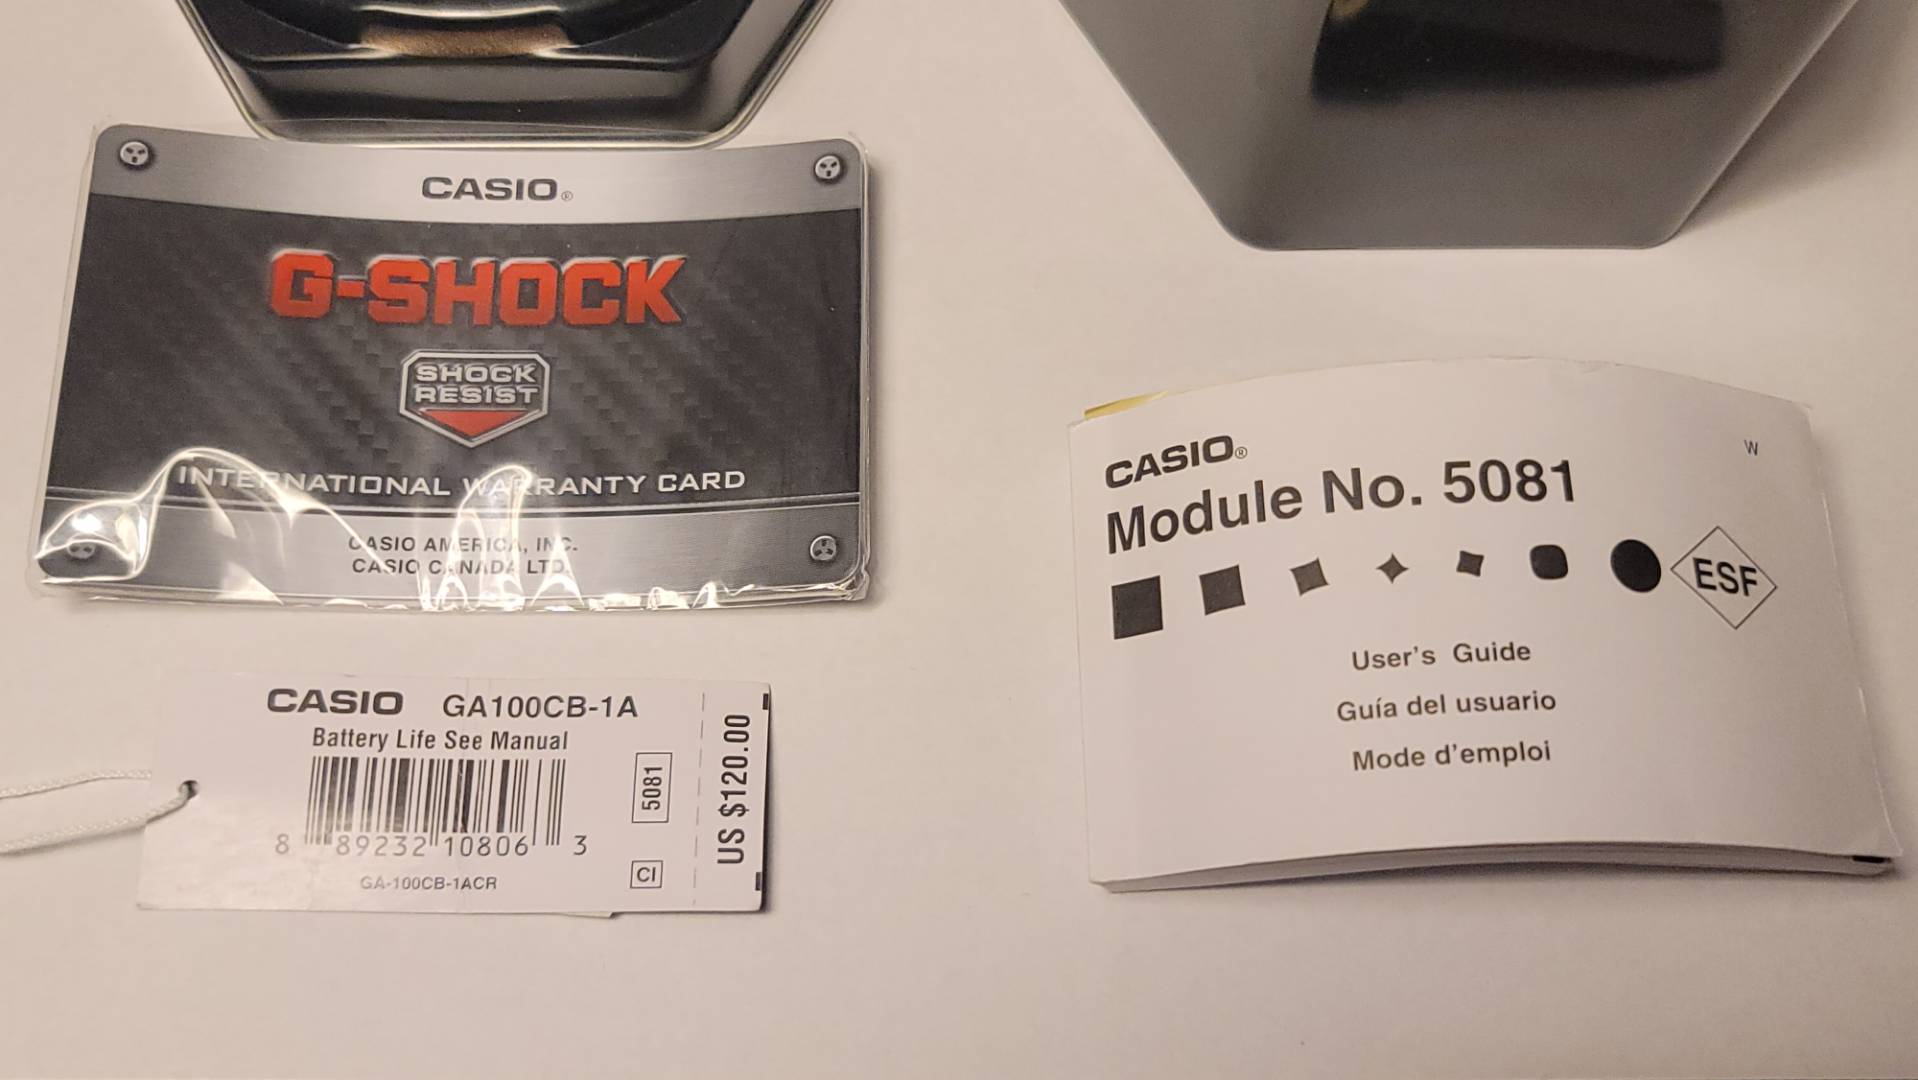 CASIO®
G-SHOCK
SHOCK
RESIST
INTERNATIONAL WARRANTY CARD
CASIO AMERICA, INC.
CASIO CANADA LTD.
CASIO GA100CB-1A
Battery Life See Manual
8 89232 10806 3
GA-100CB-1ACR
5081
CI
US $120.00
W
CASIO®
Module No. 5081
ESF
User's Guide
Guía del usuario
Mode d'emploi